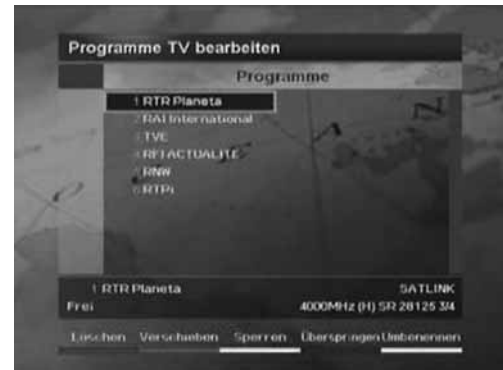 Programme TV bearbeiten
Programme
1 RTR Planeta
2 RAI International
3 TVE
4 RFI ACTUALITE
5 RNW
6 RTPi
1 RTR Planeta SATLINK
Frei 4000MHz (H) SR 28125 3/4
Löschen Verschieben Sperren Überspringen Umbenennen